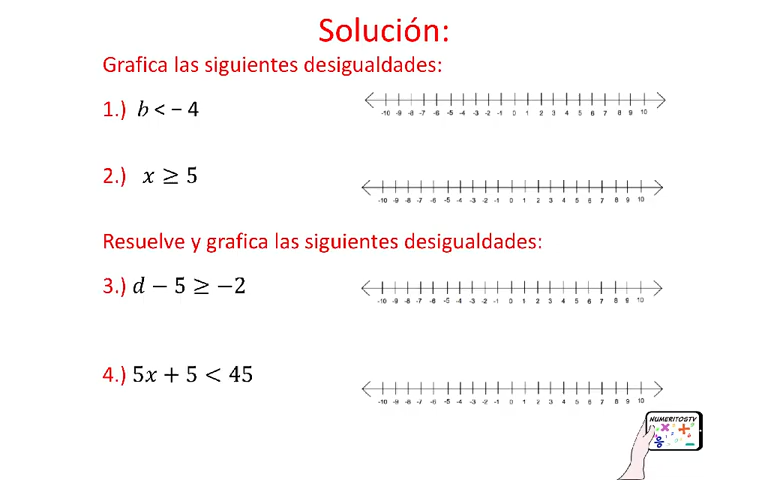 Solución:
Grafica las siguientes desigualdades:
1.) b < − 4
-10 -9 -8 -7 -6 -5 -4 -3 -2 -1 0 1 2 3 4 5 6 7 8 9 10
2.) x ≥ 5
-10 -9 -8 -7 -6 -5 -4 -3 -2 -1 0 1 2 3 4 5 6 7 8 9 10
Resuelve y grafica las siguientes desigualdades:
3.) d − 5 ≥ −2
-10 -9 -8 -7 -6 -5 -4 -3 -2 -1 0 1 2 3 4 5 6 7 8 9 10
4.) 5x + 5 < 45
-10 -9 -8 -7 -6 -5 -4 -3 -2 -1 0 1 2 3 4 5 6 7 8 9 10
NUMERITOSTV